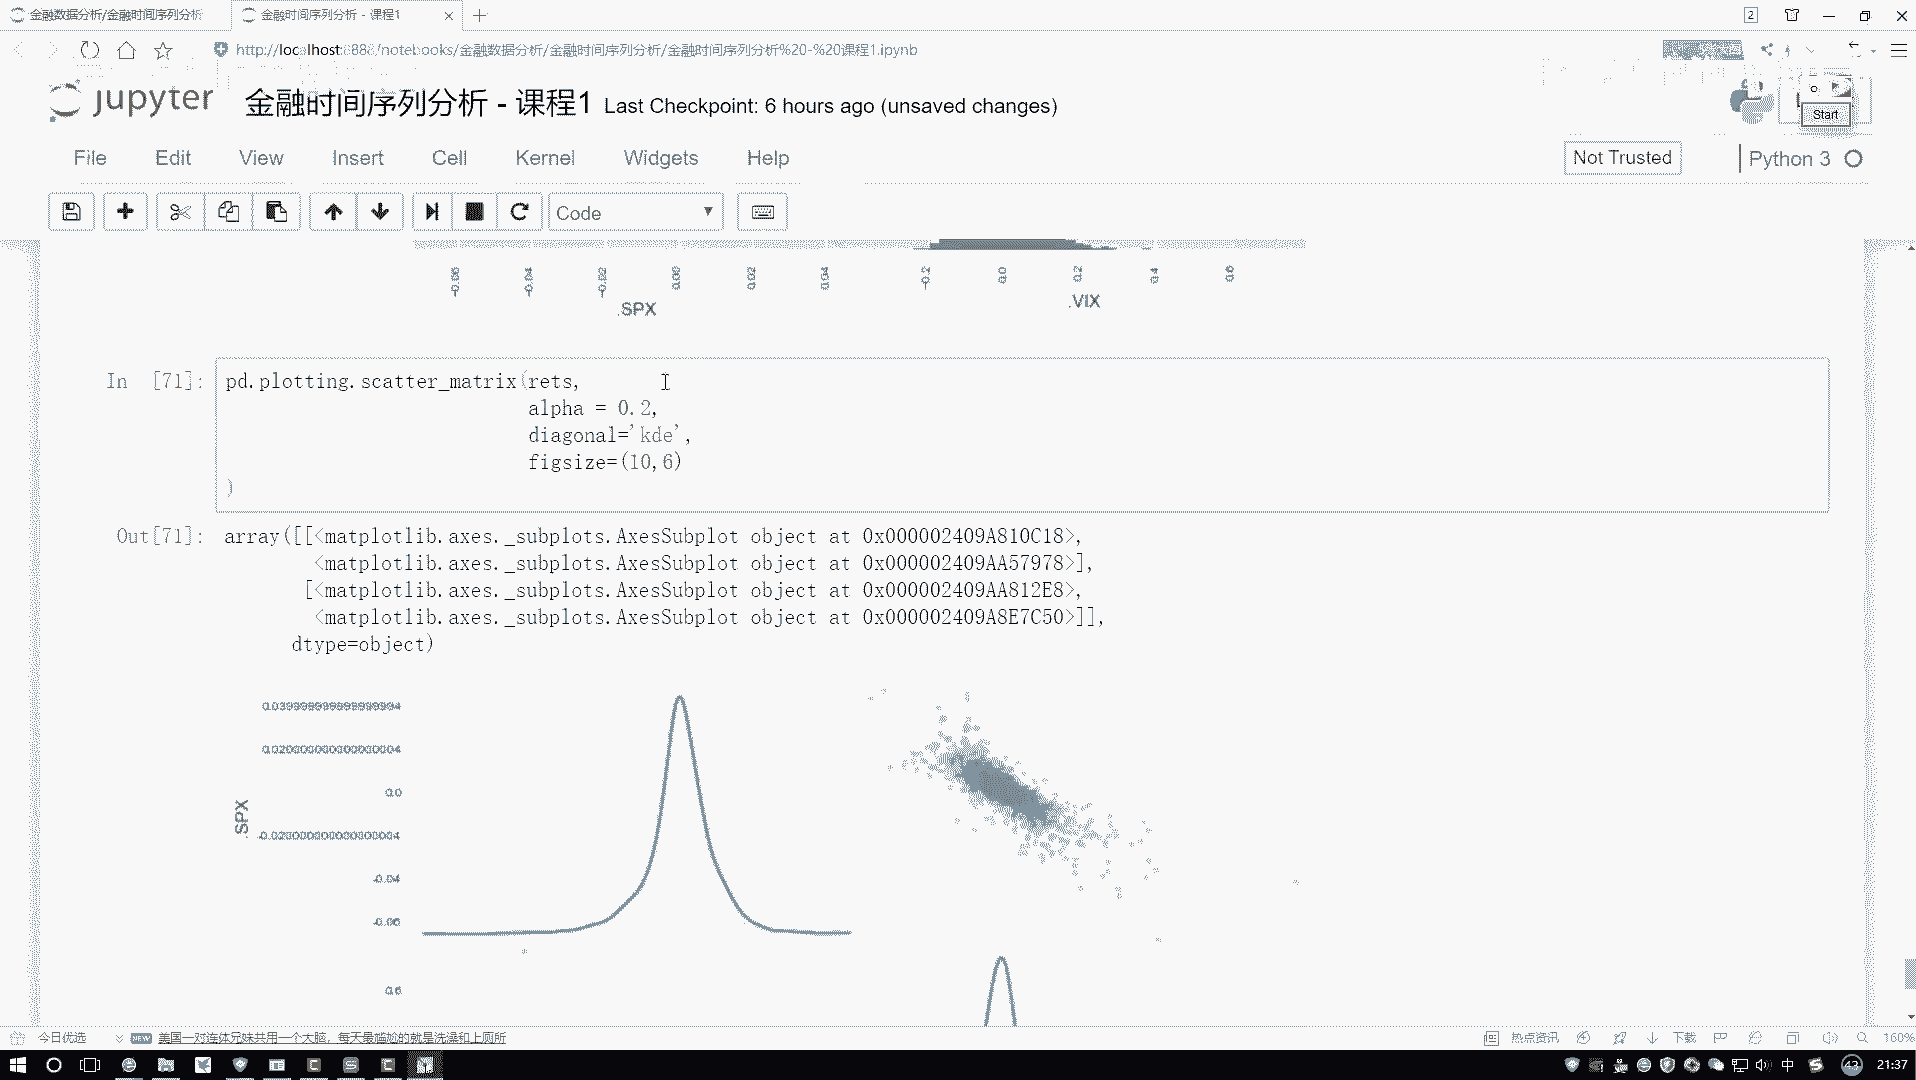 金融数据分析/金融时间序列分析
金融时间序列分析 - 课程1
2
http://localhost:888/notebooks/金融数据分析/金融时间序列分析/金融时间序列分析%20-%20课程1.ipynb
jupyter 金融时间序列分析 - 课程1 Last Checkpoint: 6 hours ago (unsaved changes)
Start
File Edit View Insert Cell Kernel Widgets Help
Not Trusted
Python 3
Code
-0.06 -0.04 -0.02 0.00 0.02 0.04
-0.2 0.0 0.2 0.4 0.6
.SPX
.VIX
In [71]: pd.plotting.scatter_matrix(rets,
alpha = 0.2,
diagonal='kde',
figsize=(10,6)
)
Out[71]: array([[<matplotlib.axes._subplots.AxesSubplot object at 0x000002409A810C18>,
<matplotlib.axes._subplots.AxesSubplot object at 0x000002409AA57978>],
[<matplotlib.axes._subplots.AxesSubplot object at 0x000002409AA812E8>,
<matplotlib.axes._subplots.AxesSubplot object at 0x000002409A8E7C50>]],
dtype=object)
0.039999999999999994
0.020000000000000004
0.0
-0.020000000000000004
-0.04
-0.06
.SPX
0.6
今日优选
NEW
美国一对连体兄妹共用一个大脑，每天最尴尬的就是洗澡和上厕所
热点资讯
下载
160%
中
43
21:37